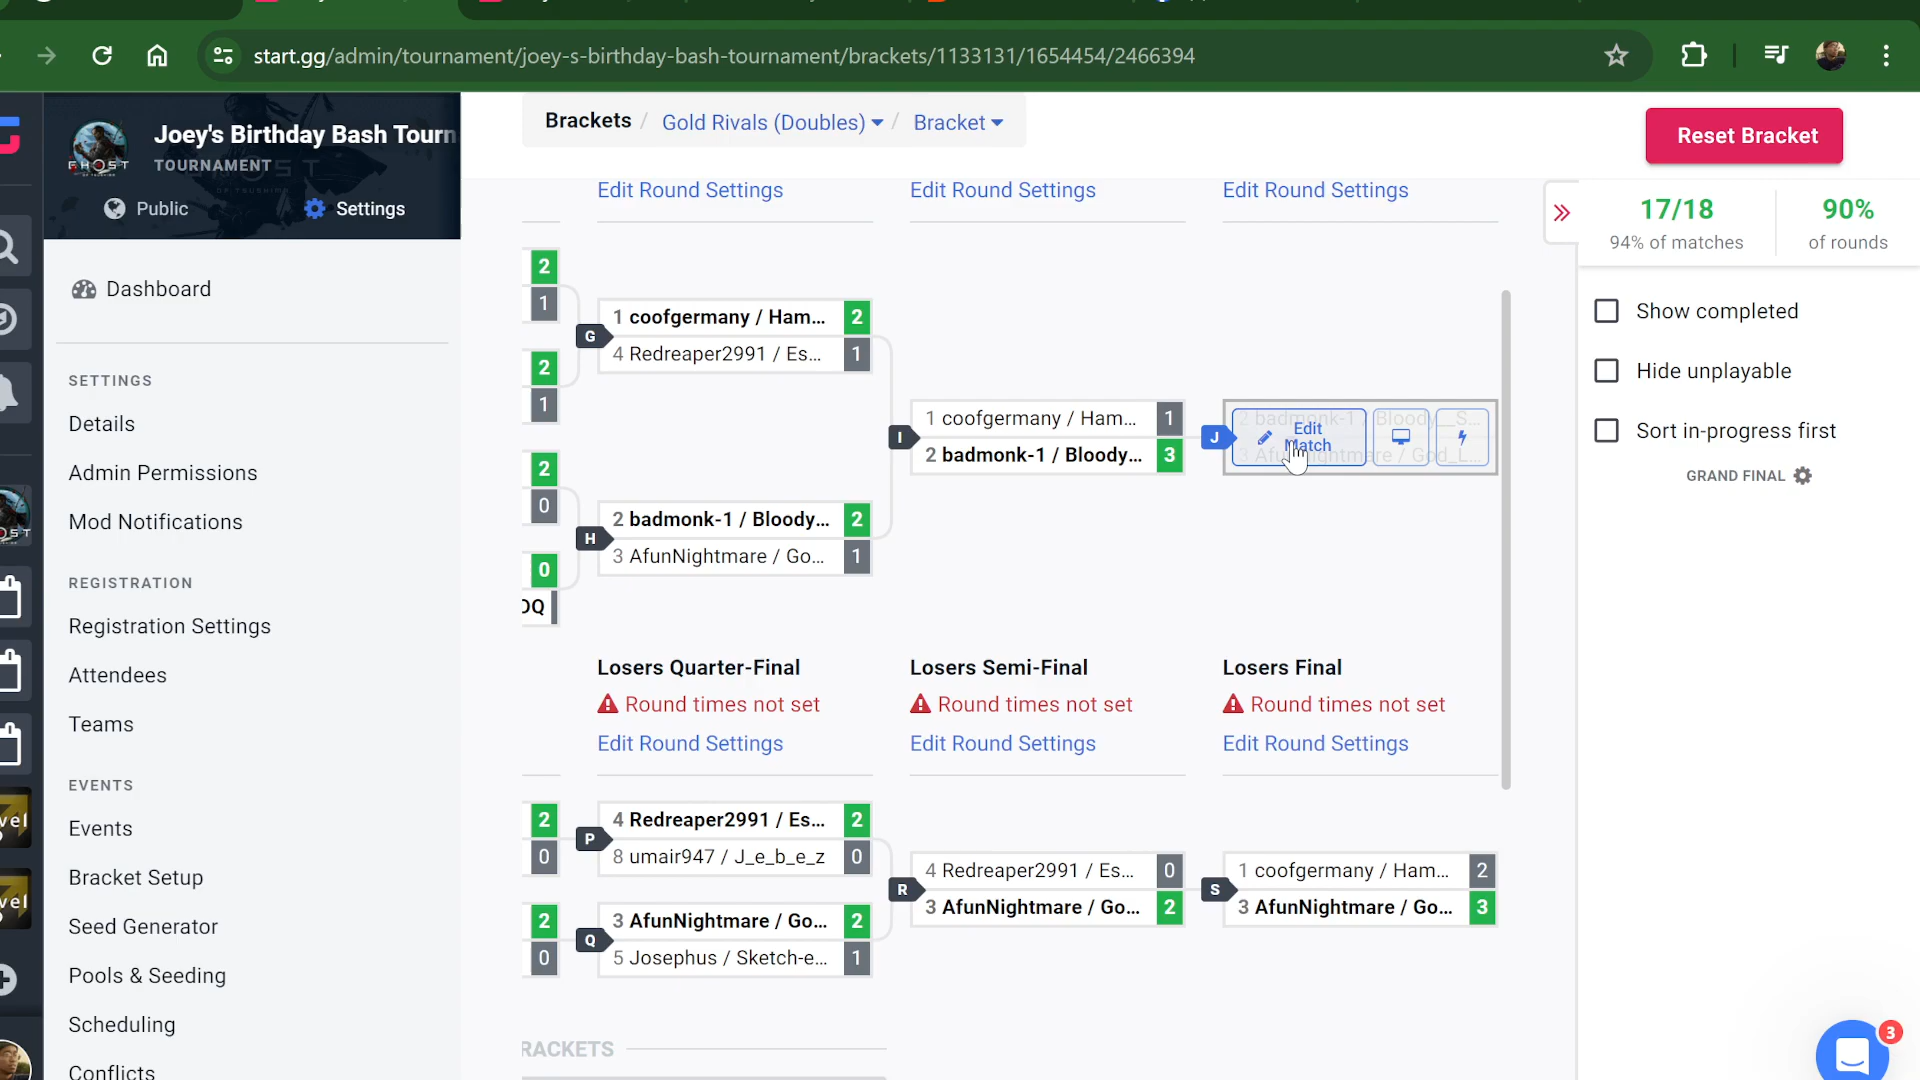 start.gg/admin/tournament/joey-s-birthday-bash-tournament/brackets/1133131/1654454/2466394
Joey's Birthday Bash Tourn
TOURNAMENT
GHOST
OF TSUSHIMA
Public
Settings
Dashboard
SETTINGS
Details
Admin Permissions
Mod Notifications
REGISTRATION
Registration Settings
Attendees
Teams
EVENTS
Events
Bracket Setup
Seed Generator
Pools & Seeding
Scheduling
Conflicts
Brackets / Gold Rivals (Doubles) / Bracket
Reset Bracket
Edit Round Settings
Edit Round Settings
Edit Round Settings
2
1
2
1
2
0
0
DQ
G
1 coofgermany / Ham... 2
4 Redreaper2991 / Es... 1
H
2 badmonk-1 / Bloody... 2
3 AfunNightmare / Go... 1
I
1 coofgermany / Ham... 1
2 badmonk-1 / Bloody... 3
J
2 badmonk-1 / Bloody__S...
3 AfunNightmare / God_L...
Edit Match
Losers Quarter-Final
Round times not set
Edit Round Settings
Losers Semi-Final
Round times not set
Edit Round Settings
Losers Final
Round times not set
Edit Round Settings
2
0
2
0
P
4 Redreaper2991 / Es... 2
8 umair947 / J_e_b_e_z 0
Q
3 AfunNightmare / Go... 2
5 Josephus / Sketch-e... 1
R
4 Redreaper2991 / Es... 0
3 AfunNightmare / Go... 2
S
1 coofgermany / Ham... 2
3 AfunNightmare / Go... 3
RACKETS
17/18
94% of matches
90%
of rounds
Show completed
Hide unplayable
Sort in-progress first
GRAND FINAL
3